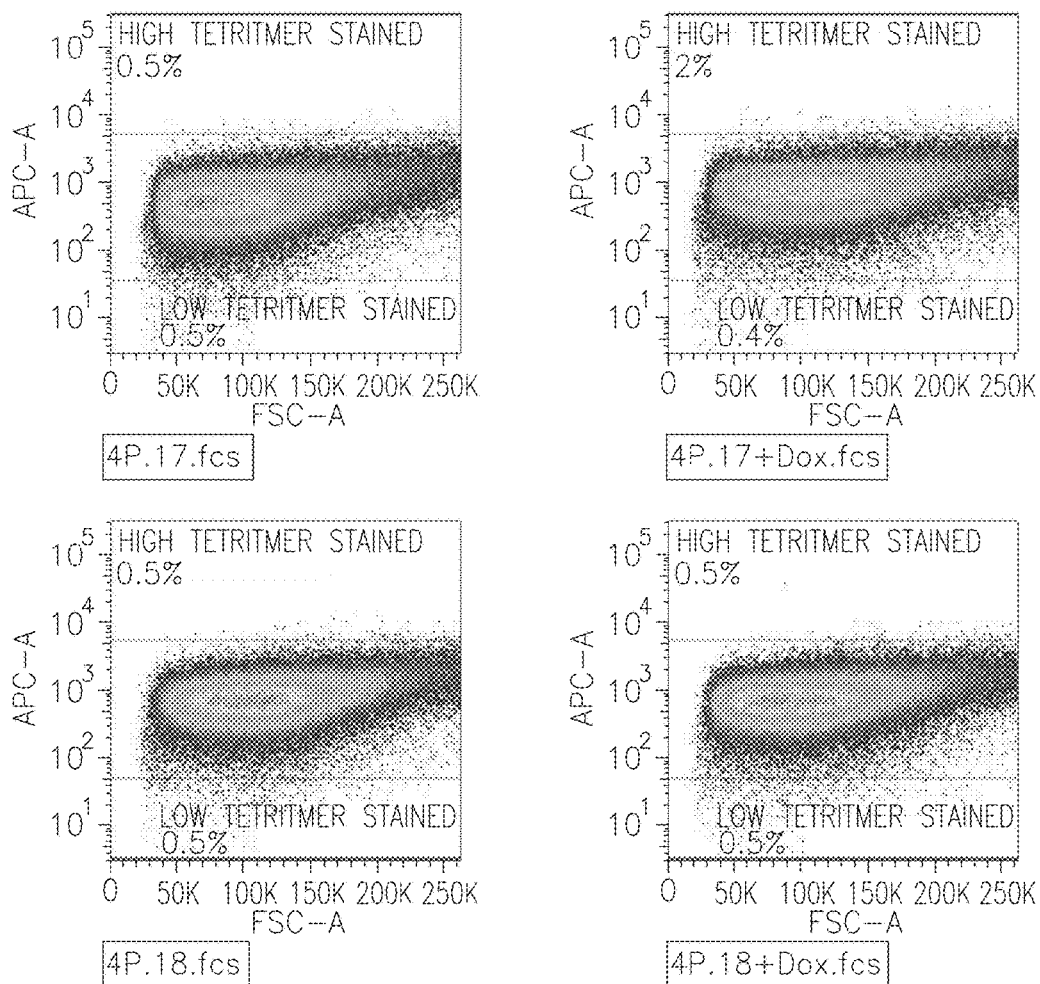 HIGH TETRITMER STAINED
0.5%
10^5
10^4
10^3
10^2
10^1
APC-A
LOW TETRITMER STAINED
0.5%
0 50K 100K 150K 200K 250K
FSC-A
4P.17.fcs
HIGH TETRITMER STAINED
2%
10^5
10^4
10^3
10^2
10^1
APC-A
LOW TETRITMER STAINED
0.4%
0 50K 100K 150K 200K 250K
FSC-A
4P.17+Dox.fcs
HIGH TETRITMER STAINED
0.5%
10^5
10^4
10^3
10^2
10^1
APC-A
LOW TETRITMER STAINED
0.5%
0 50K 100K 150K 200K 250K
FSC-A
4P.18.fcs
HIGH TETRITMER STAINED
0.5%
10^5
10^4
10^3
10^2
10^1
APC-A
LOW TETRITMER STAINED
0.5%
0 50K 100K 150K 200K 250K
FSC-A
4P.18+Dox.fcs